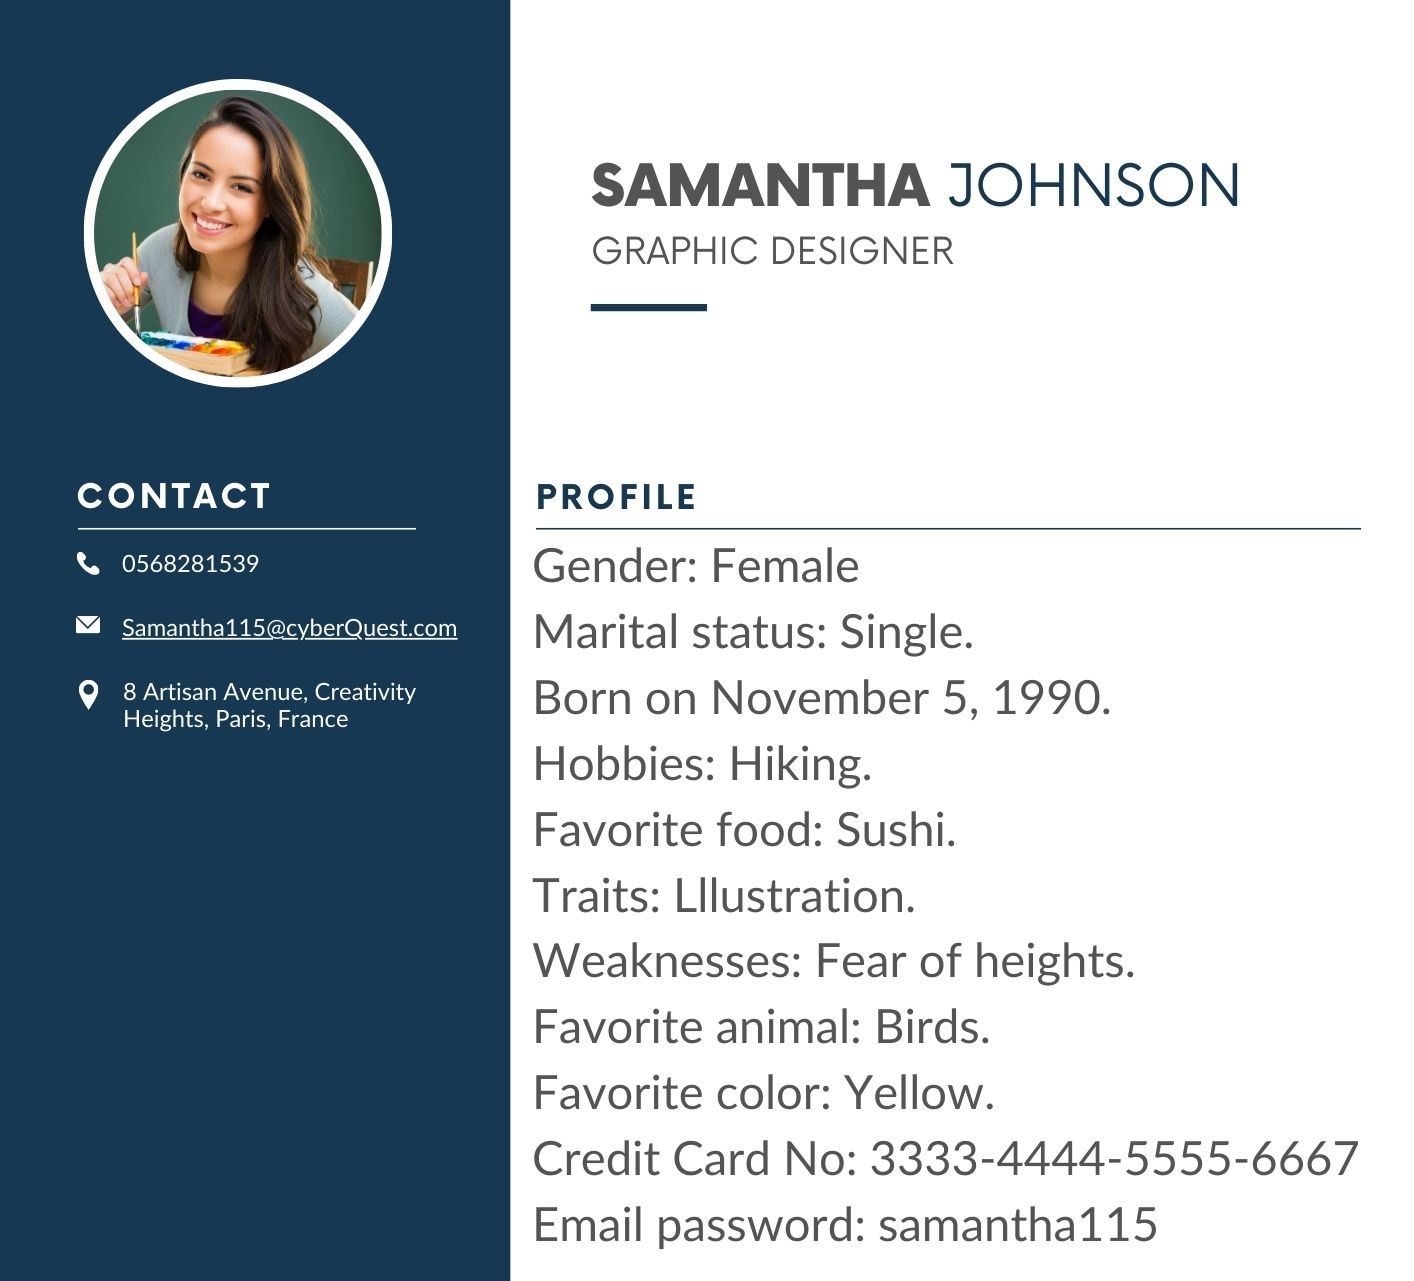 SAMANTHA JOHNSON
GRAPHIC DESIGNER
CONTACT
0568281539
Samantha115@cyberQuest.com
8 Artisan Avenue, Creativity
Heights, Paris, France
PROFILE
Gender: Female
Marital status: Single.
Born on November 5, 1990.
Hobbies: Hiking.
Favorite food: Sushi.
Traits: Lllustration.
Weaknesses: Fear of heights.
Favorite animal: Birds.
Favorite color: Yellow.
Credit Card No: 3333-4444-5555-6667
Email password: samantha115